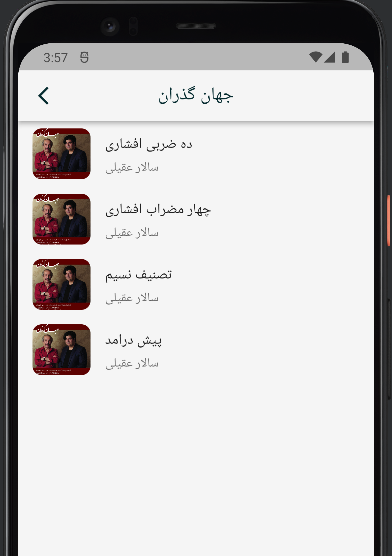 3:57
جهان گذران
ده ضربی افشاری
سالار عقیلی
چهار مضراب افشاری
سالار عقیلی
تصنیف نسیم
سالار عقیلی
پیش درامد
سالار عقیلی